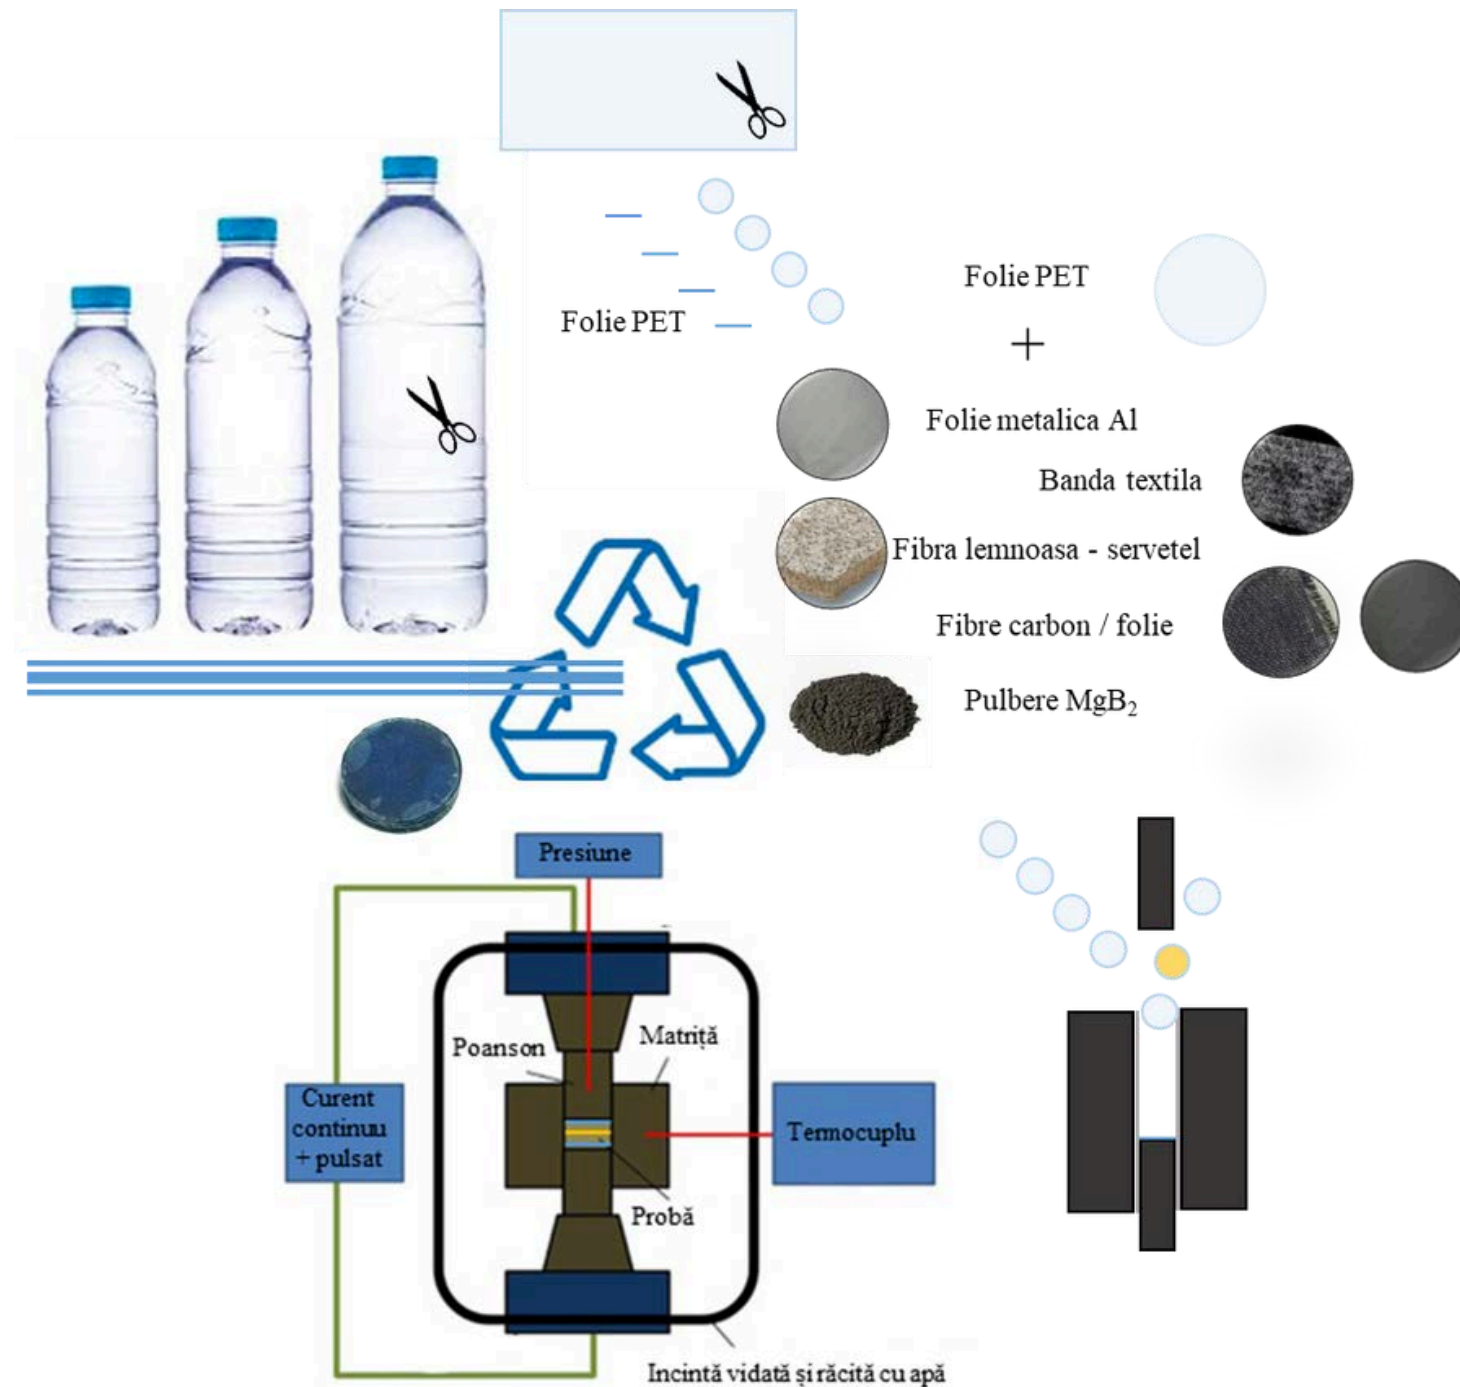 Folie PET
Folie PET
+
Folie metalica Al
Banda textila
Fibra lemnoasa - servetel
Fibre carbon / folie
Pulbere MgB₂
Presiune
Poanson
Matriță
Curent
continuu
+ pulsat
Termocuplu
Probă
Incintă vidată și răcită cu apă